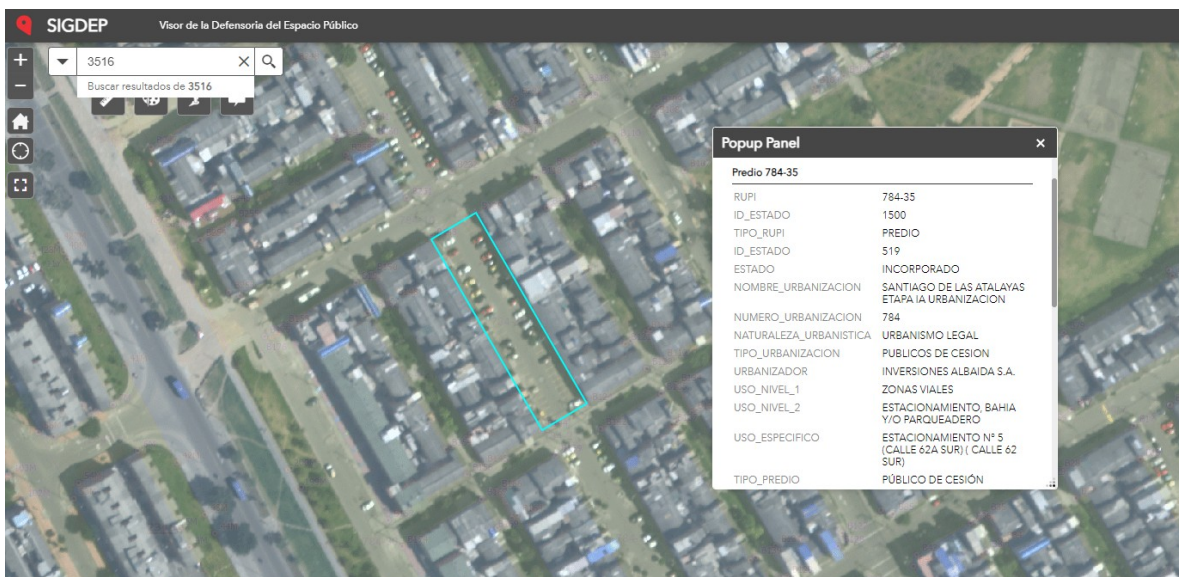 SIGDEP Visor de la Defensoria del Espacio Público
+
3516
Buscar resultados de 3516
−
Popup Panel ×
Predio 784-35
RUPI 784-35
ID_ESTADO 1500
TIPO_RUPI PREDIO
ID_ESTADO 519
ESTADO INCORPORADO
NOMBRE_URBANIZACION SANTIAGO DE LAS ATALAYAS
ETAPA IA URBANIZACION
NUMERO_URBANIZACION 784
NATURALEZA_URBANISTICA URBANISMO LEGAL
TIPO_URBANIZACION PUBLICOS DE CESION
URBANIZADOR INVERSIONES ALBAIDA S.A.
USO_NIVEL_1 ZONAS VIALES
USO_NIVEL_2 ESTACIONAMIENTO, BAHIA
Y/O PARQUEADERO
USO_ESPECIFICO ESTACIONAMIENTO Nº 5
(CALLE 62A SUR) ( CALLE 62
SUR)
TIPO_PREDIO PÚBLICO DE CESIÓN